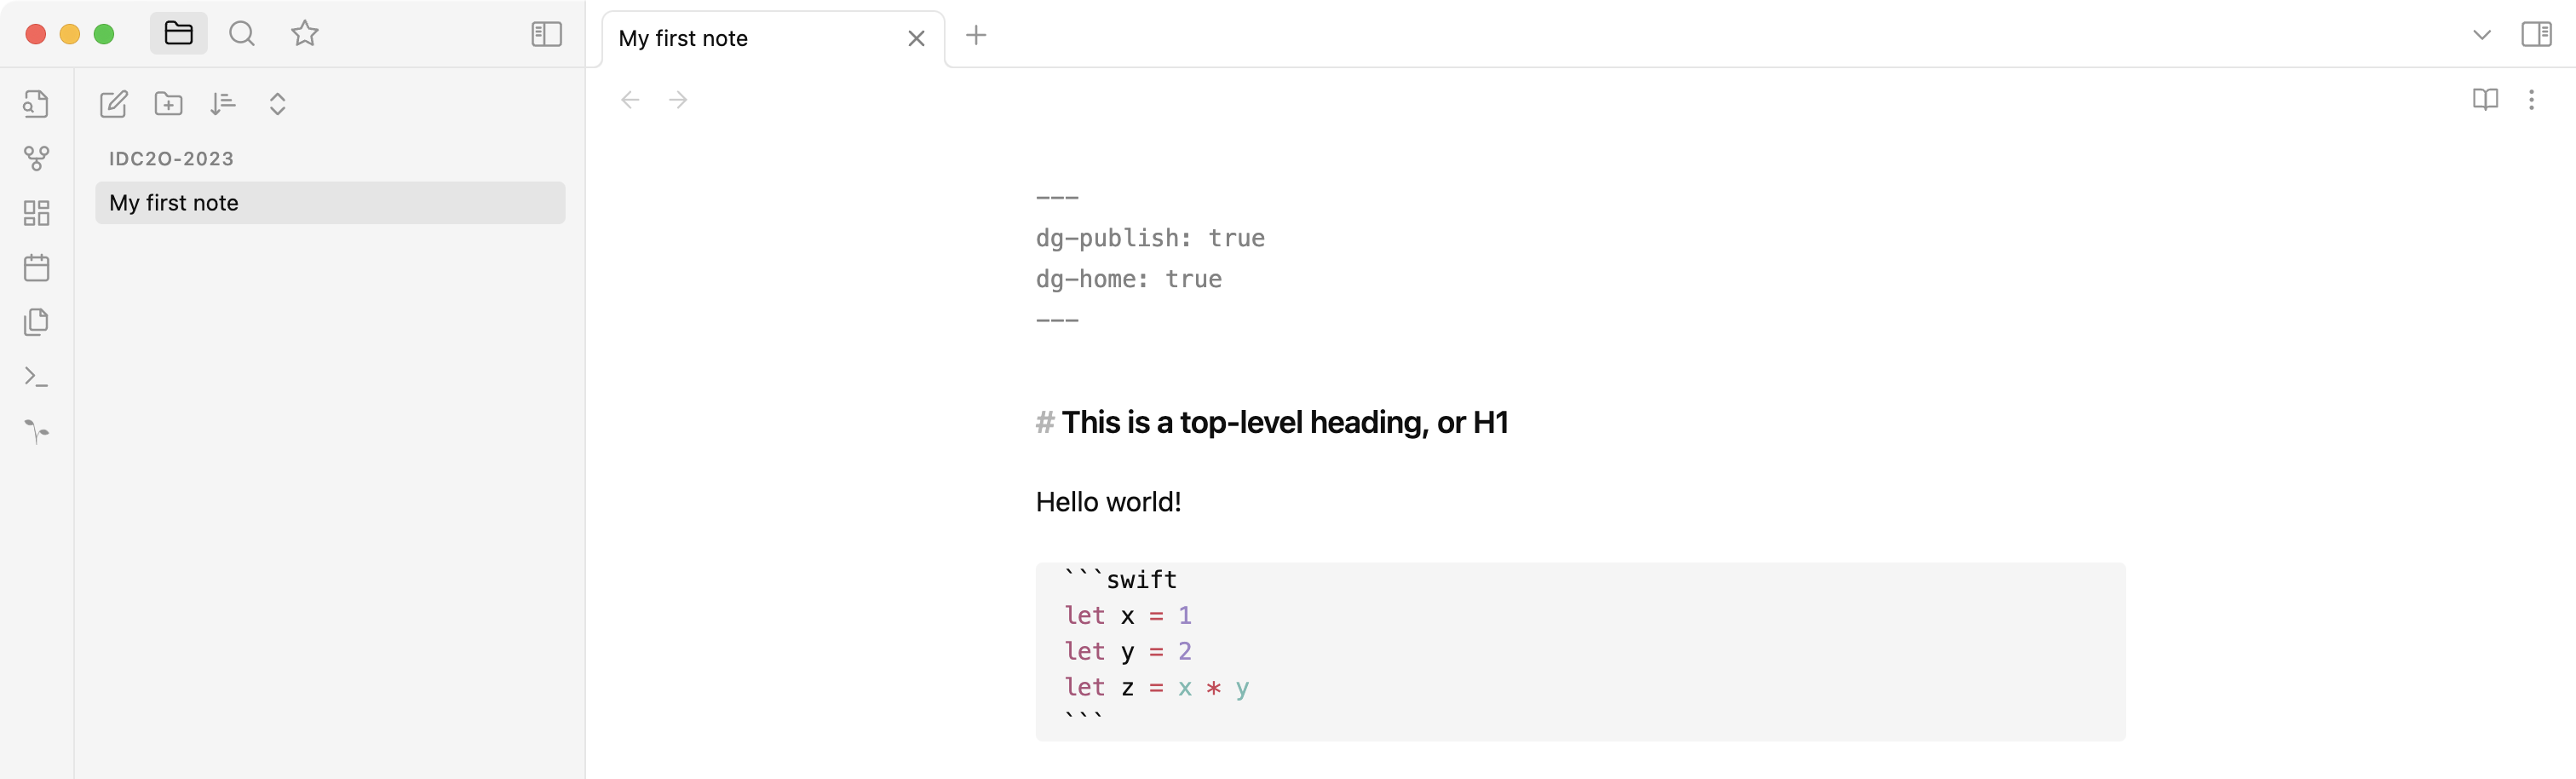 My first note
IDC2O-2023
My first note
---
dg-publish: true
dg-home: true
---
# This is a top-level heading, or H1
Hello world!
```swift
let x = 1
let y = 2
let z = x * y
```